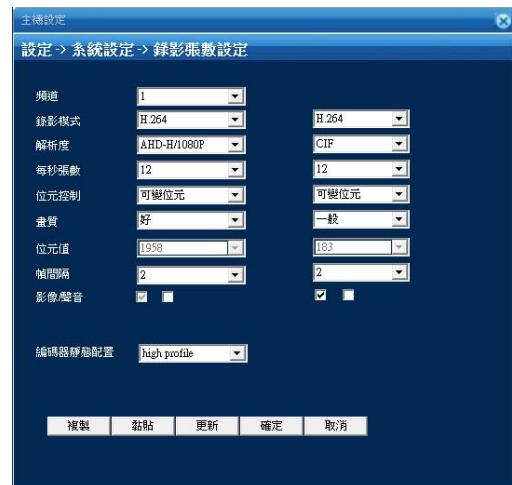 主機設定
設定 -> 系統設定 -> 錄影張數設定
頻道 1
錄影模式 H.264 H.264
解析度 AHD-H/1080P CIF
每秒張數 12 12
位元控制 可變位元 可變位元
畫質 好 一般
位元值 1958 183
幀間隔 2 2
影像/聲音
編碼器靜態配置 high profile
複製 黏貼 更新 確定 取消